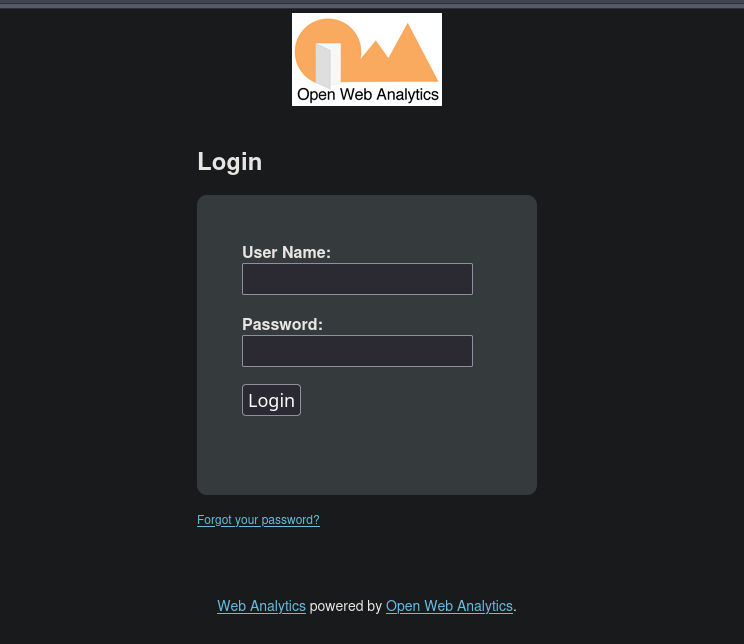 Open Web Analytics
Login
User Name:
Password:
Login
Forgot your password?
Web Analytics powered by Open Web Analytics.